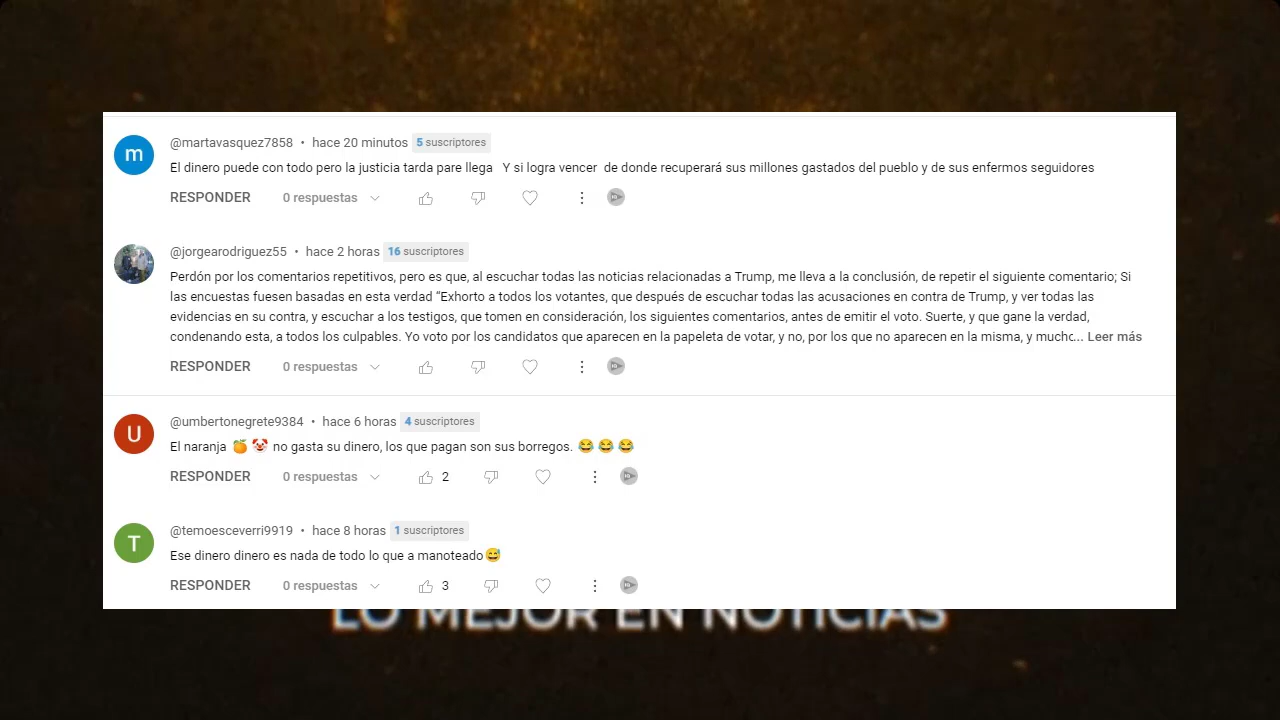 m
@martavasquez7858 • hace 20 minutos 5 suscriptores
El dinero puede con todo pero la justicia tarda pare llega Y si logra vencer de donde recuperará sus millones gastados del pueblo y de sus enfermos seguidores
RESPONDER 0 respuestas
@jorgearodriguez55 • hace 2 horas 16 suscriptores
Perdón por los comentarios repetitivos, pero es que, al escuchar todas las noticias relacionadas a Trump, me lleva a la conclusión, de repetir el siguiente comentario; Si
las encuestas fuesen basadas en esta verdad “Exhorto a todos los votantes, que después de escuchar todas las acusaciones en contra de Trump, y ver todas las
evidencias en su contra, y escuchar a los testigos, que tomen en consideración, los siguientes comentarios, antes de emitir el voto. Suerte, y que gane la verdad,
condenando esta, a todos los culpables. Yo voto por los candidatos que aparecen en la papeleta de votar, y no, por los que no aparecen en la misma, y mucho... Leer más
RESPONDER 0 respuestas
U
@umbertonegrete9384 • hace 6 horas 4 suscriptores
El naranja 🍊 🤡 no gasta su dinero, los que pagan son sus borregos. 😂 😂 😂
RESPONDER 0 respuestas 2
T
@temoesceverri9919 • hace 8 horas 1 suscriptores
Ese dinero dinero es nada de todo lo que a manoteado😅
RESPONDER 0 respuestas 3
LO MEJOR EN NOTICIAS